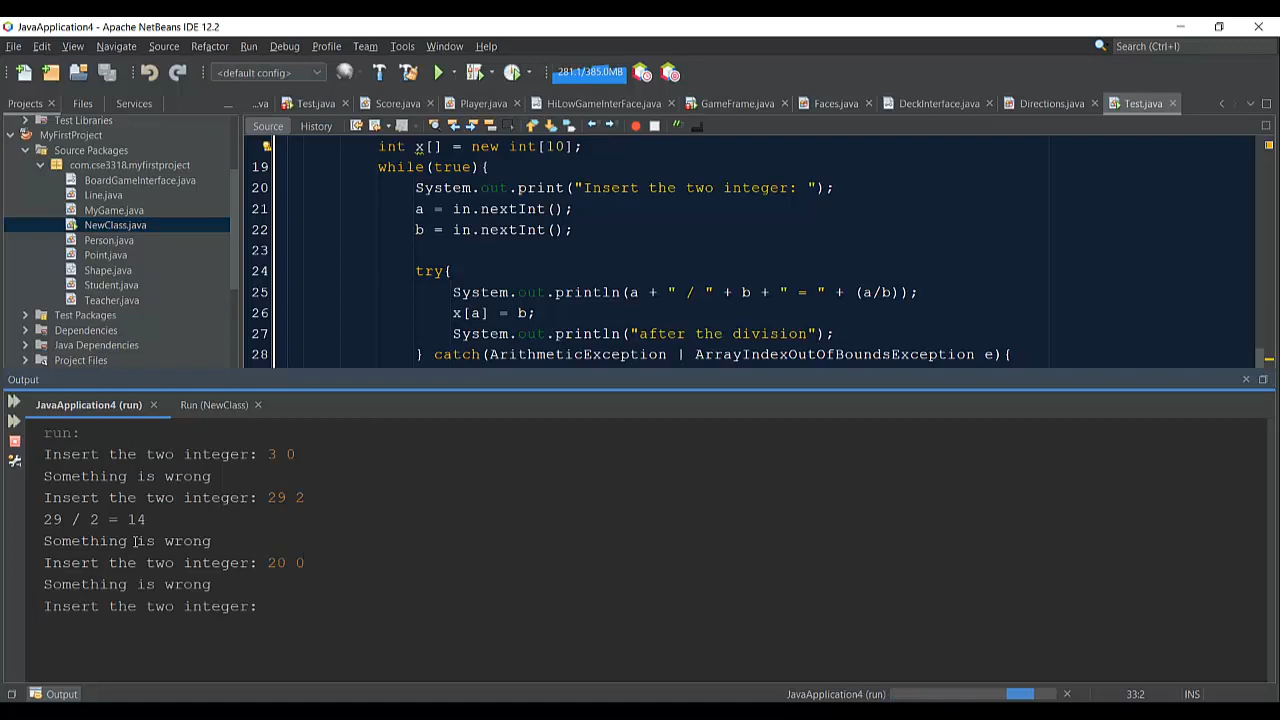 JavaApplication4 - Apache NetBeans IDE 12.2
File Edit View Navigate Source Refactor Run Debug Profile Team Tools Window Help
Search (Ctrl+I)
<default config>
281.1/385.0MB
Projects Files Services
...va Test.java Score.java Player.java HiLowGameInterFace.java GameFrame.java Faces.java DeckInterface.java Directions.java Test.java
Source History
Test Libraries
MyFirstProject
Source Packages
com.cse3318.myfirstproject
BoardGameInterface.java
Line.java
MyGame.java
NewClass.java
Person.java
Point.java
Shape.java
Student.java
Teacher.java
Test Packages
Dependencies
Java Dependencies
Project Files
int x[] = new int[10];
19 while(true){
20 System.out.print("Insert the two integer: ");
21 a = in.nextInt();
22 b = in.nextInt();
23
24 try{
25 System.out.println(a + " / " + b + " = " + (a/b));
26 x[a] = b;
27 System.out.println("after the division");
28 } catch(ArithmeticException | ArrayIndexOutOfBoundsException e){
Output
JavaApplication4 (run) Run (NewClass)
run:
Insert the two integer: 3 0
Something is wrong
Insert the two integer: 29 2
29 / 2 = 14
Something is wrong
Insert the two integer: 20 0
Something is wrong
Insert the two integer:
Output
JavaApplication4 (run)
33:2
INS